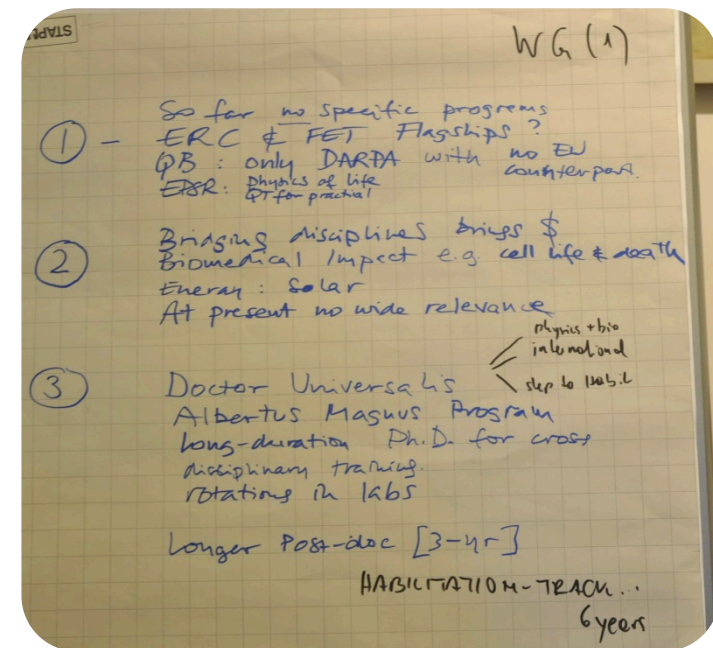 STAP
WG (1)
So far no specific programs
① - ERC & FET Flagships ?
QB : only DARPA with no EU
counterpart.
EPSR: Physics of life
QT for practial
② Bridging disciplines brings $
Biomedical Impact e.g. cell life & death
Energy : Solar
At present no wide relevance
physics + bio
international
step to Habil
③ Doctor Universalis
Albertus Magnus Program
Long-duration Ph.D. for cross
disciplinary training.
rotations in labs
Longer Post-doc [3-yr]
HABILITATION-TRACK...
6 years